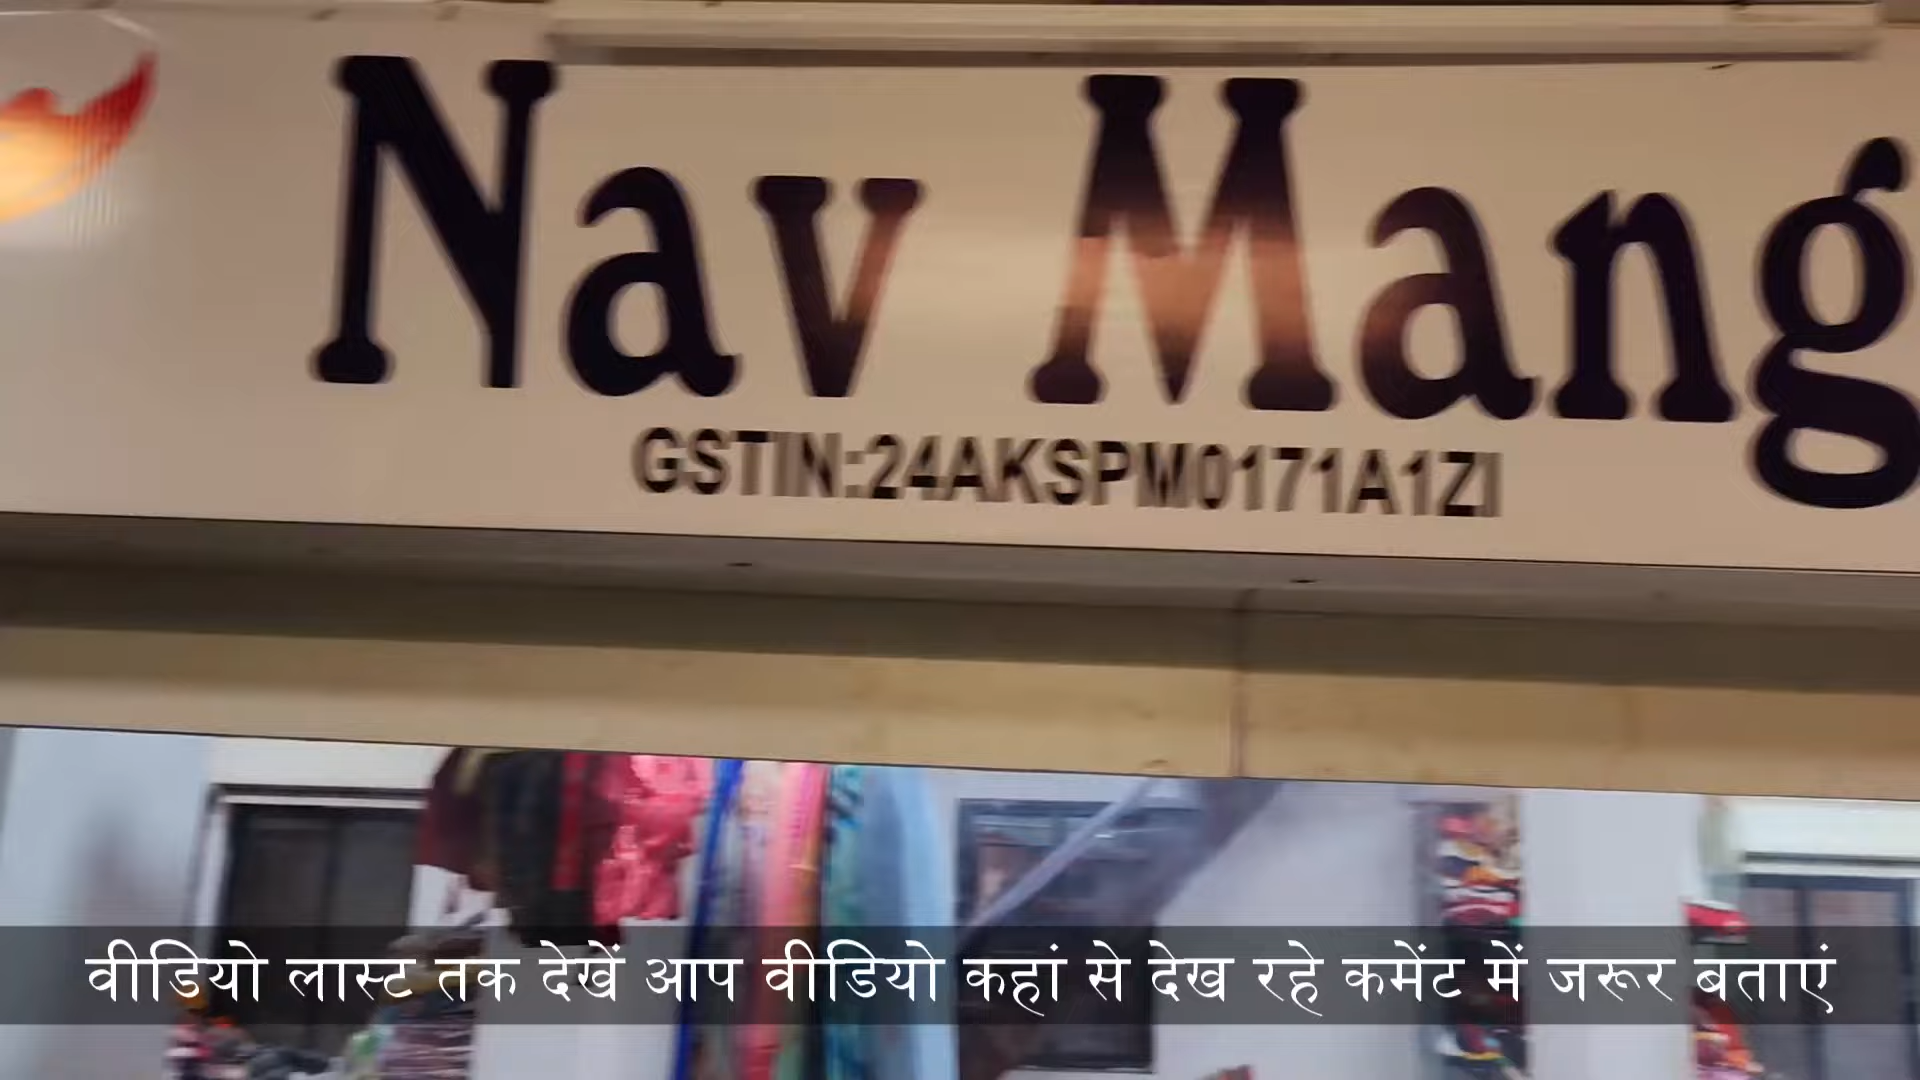 Nav Mang
GSTIN:24AKSPM0171A1ZI
वीडियो लास्ट तक देखें आप वीडियो कहां से देख रहे कमेंट में जरूर बताएं